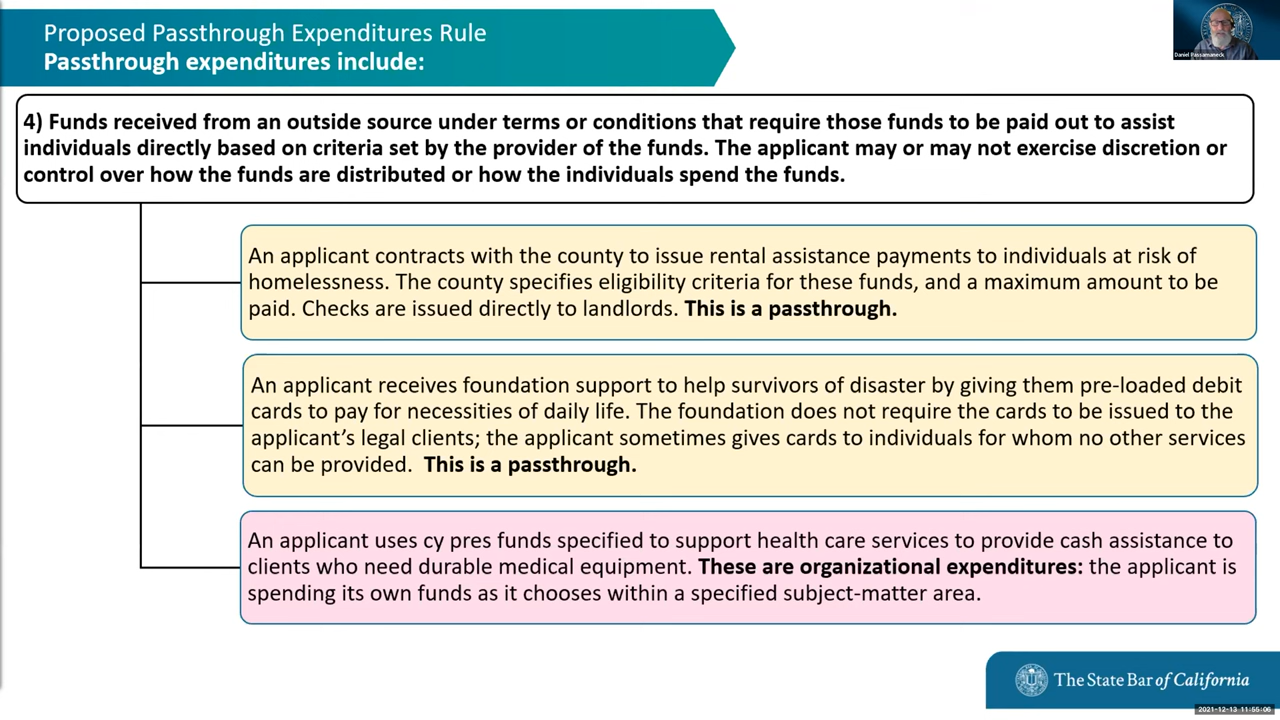 Proposed Passthrough Expenditures Rule
Passthrough expenditures include:
Daniel Passamaneck
4) Funds received from an outside source under terms or conditions that require those funds to be paid out to assist
individuals directly based on criteria set by the provider of the funds. The applicant may or may not exercise discretion or
control over how the funds are distributed or how the individuals spend the funds.
An applicant contracts with the county to issue rental assistance payments to individuals at risk of
homelessness. The county specifies eligibility criteria for these funds, and a maximum amount to be
paid. Checks are issued directly to landlords. This is a passthrough.
An applicant receives foundation support to help survivors of disaster by giving them pre-loaded debit
cards to pay for necessities of daily life. The foundation does not require the cards to be issued to the
applicant’s legal clients; the applicant sometimes gives cards to individuals for whom no other services
can be provided. This is a passthrough.
An applicant uses cy pres funds specified to support health care services to provide cash assistance to
clients who need durable medical equipment. These are organizational expenditures: the applicant is
spending its own funds as it chooses within a specified subject-matter area.
The State Bar of California
2021-12-13 11:55:06